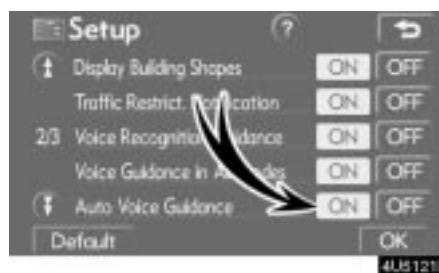 Setup ?
Display Building Shapes ON OFF
Traffic Restrict. ON OFF
2/3 Voice Recognition ON OFF
Voice Guidance in ON OFF
Auto Voice Guidance ON OFF
Default OK
4U5121